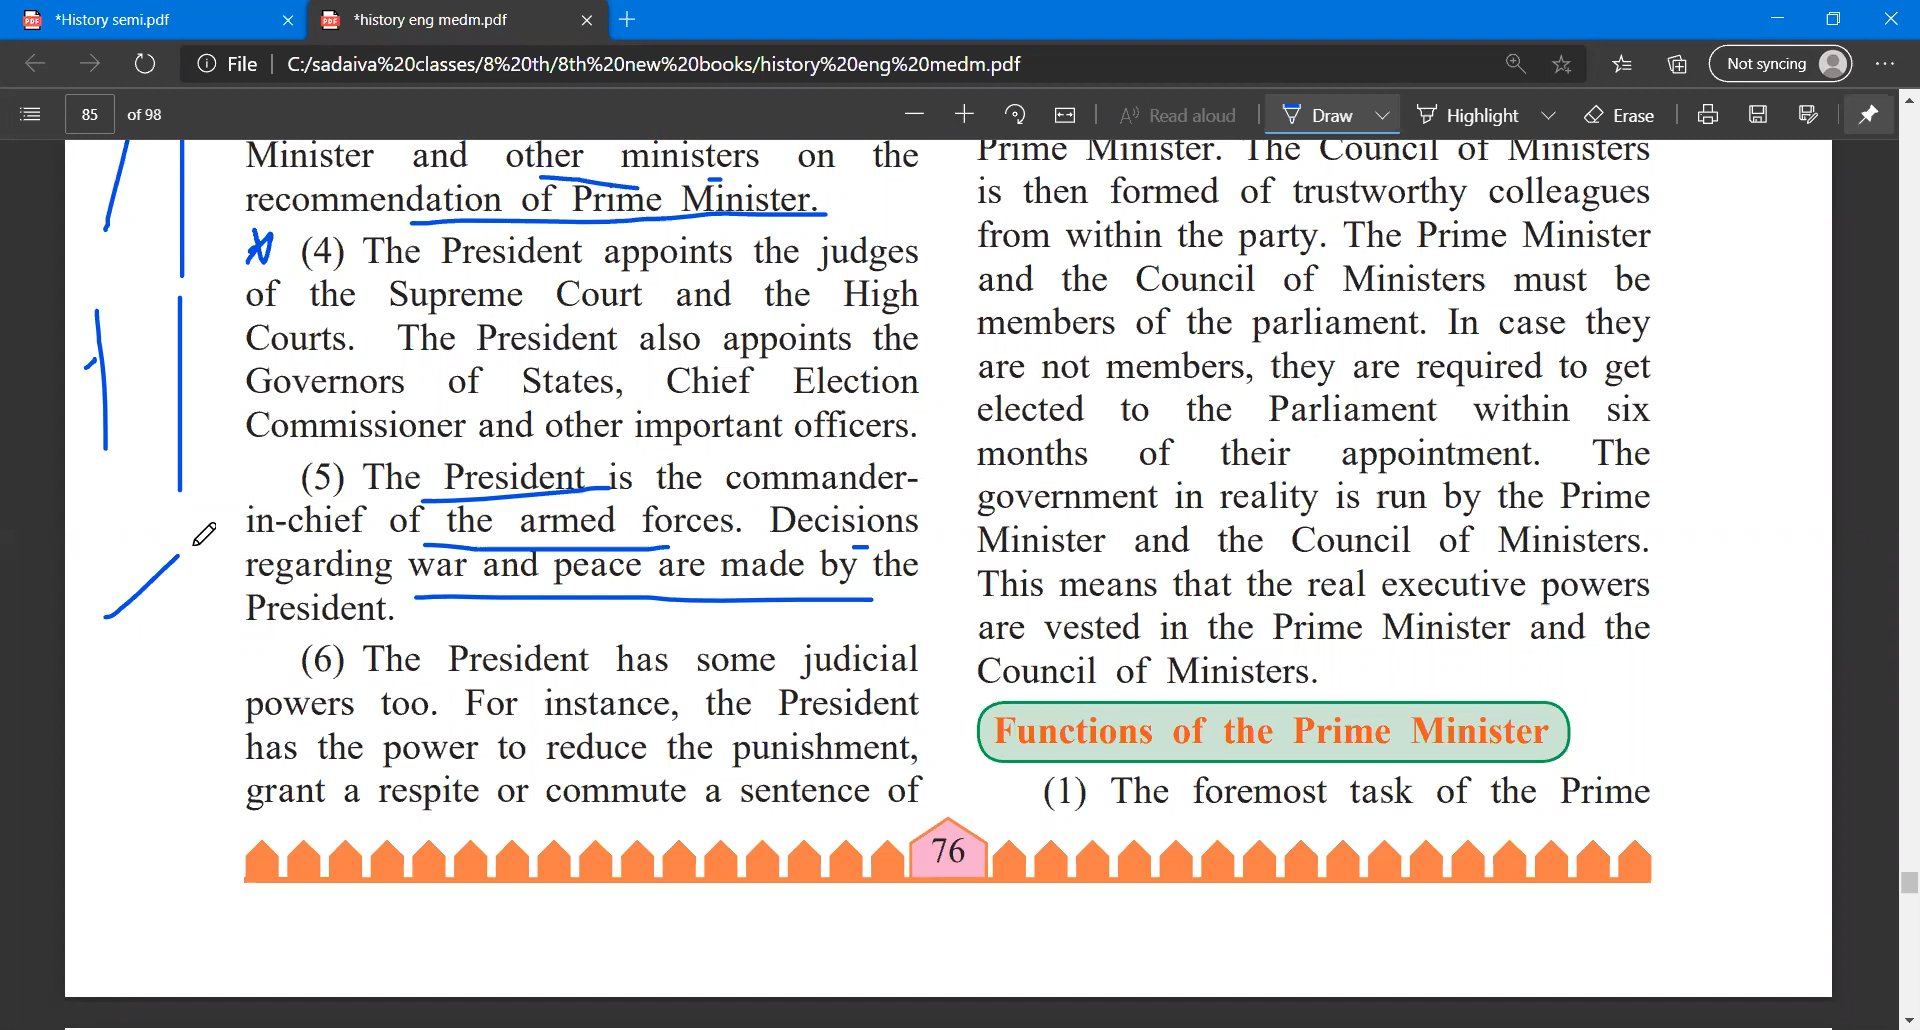 *History semi.pdf
*history eng medm.pdf
File
C:/sadaiva%20classes/8%20th/8th%20new%20books/history%20eng%20medm.pdf
Not syncing
85 of 98
Read aloud
Draw
Highlight
Erase
Minister and other ministers on the
recommendation of Prime Minister.
(4) The President appoints the judges
of the Supreme Court and the High
Courts. The President also appoints the
Governors of States, Chief Election
Commissioner and other important officers.
(5) The President is the commander-
in-chief of the armed forces. Decisions
regarding war and peace are made by the
President.
(6) The President has some judicial
powers too. For instance, the President
has the power to reduce the punishment,
grant a respite or commute a sentence of
Prime Minister. The Council of Ministers
is then formed of trustworthy colleagues
from within the party. The Prime Minister
and the Council of Ministers must be
members of the parliament. In case they
are not members, they are required to get
elected to the Parliament within six
months of their appointment. The
government in reality is run by the Prime
Minister and the Council of Ministers.
This means that the real executive powers
are vested in the Prime Minister and the
Council of Ministers.
Functions of the Prime Minister
(1) The foremost task of the Prime
76